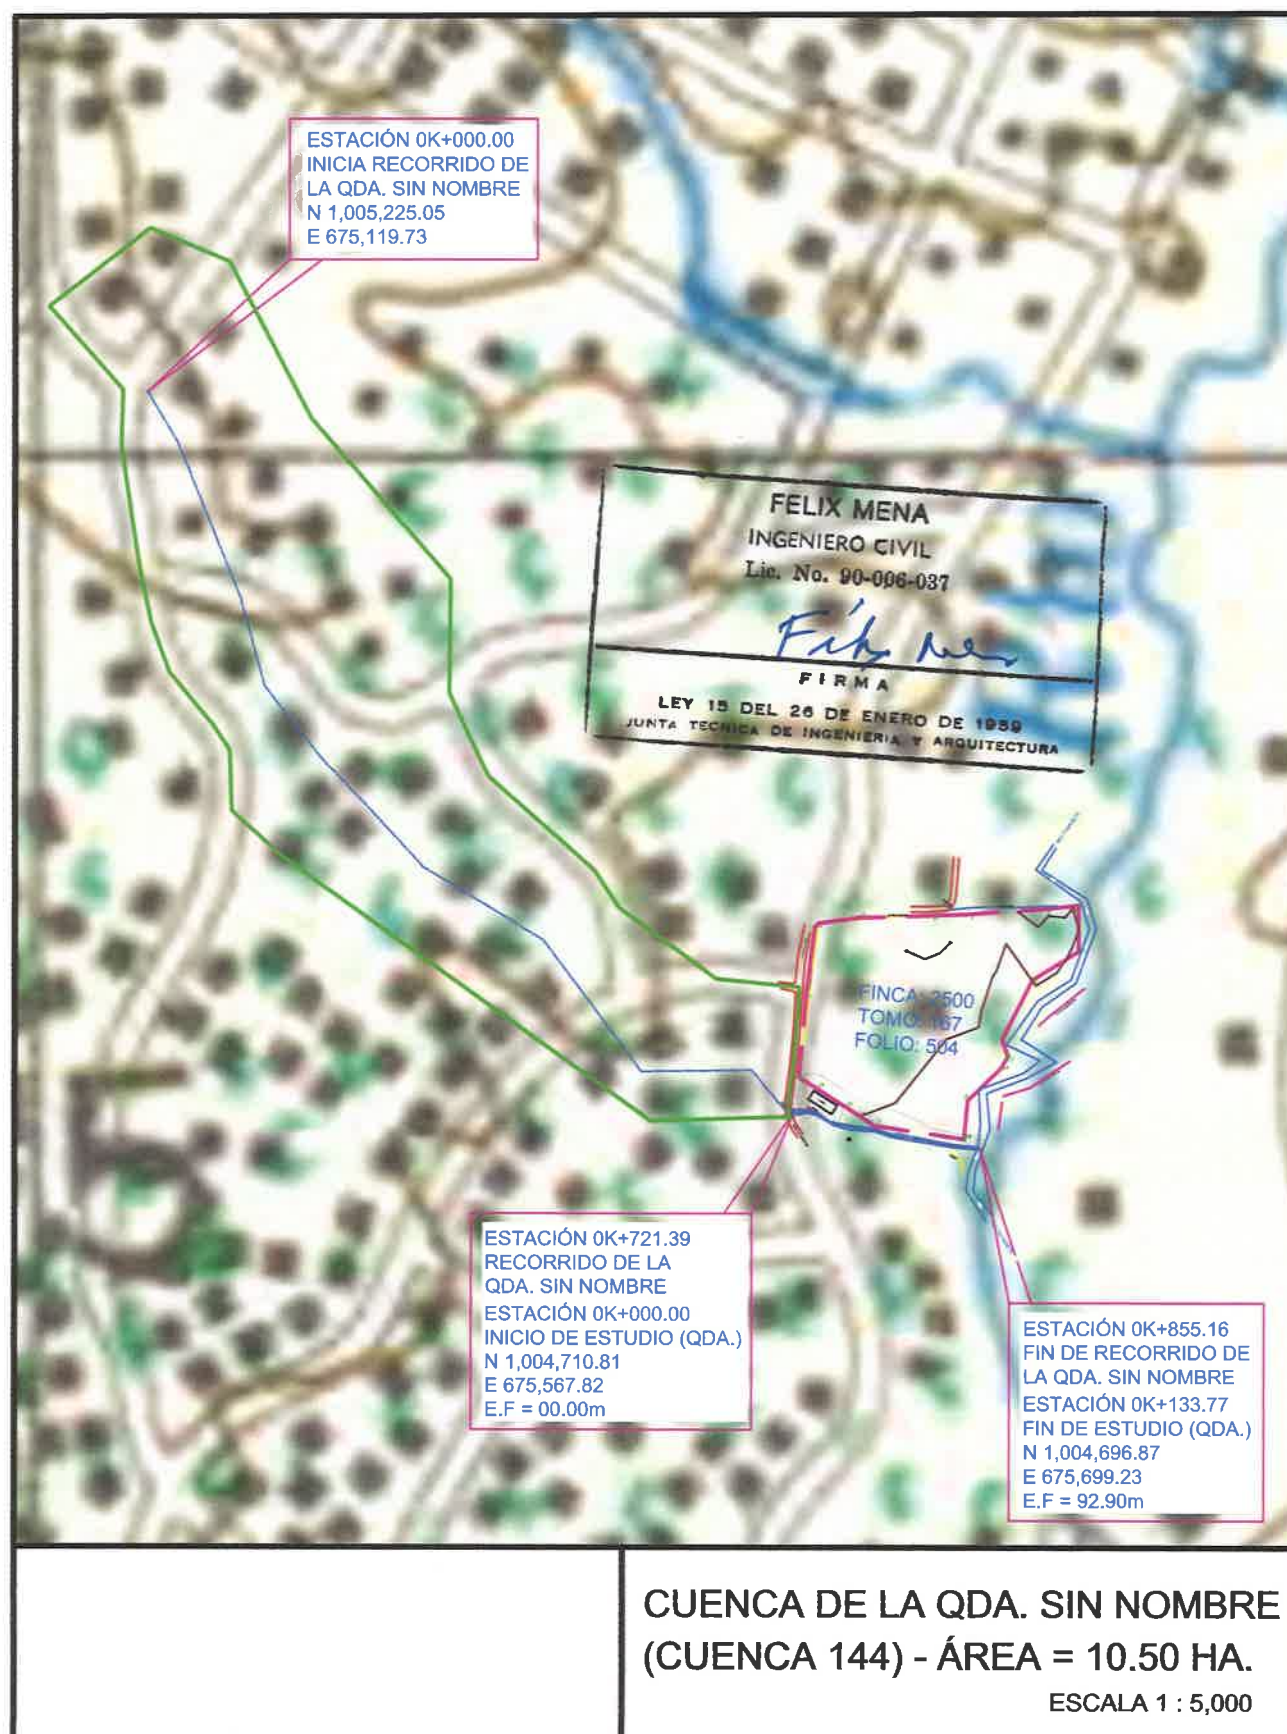 ESTACIÓN 0K+000.00
INICIA RECORRIDO DE
LA QDA. SIN NOMBRE
N 1,005,225.05
E 675,119.73
FELIX MENA
INGENIERO CIVIL
Lic. No. 90-006-037
FIRMA
LEY 15 DEL 26 DE ENERO DE 1959
JUNTA TECNICA DE INGENIERIA Y ARQUITECTURA
FINCA: 2500
TOMO: 167
FOLIO: 504
ESTACIÓN 0K+721.39
RECORRIDO DE LA
QDA. SIN NOMBRE
ESTACIÓN 0K+000.00
INICIO DE ESTUDIO (QDA.)
N 1,004,710.81
E 675,567.82
E.F = 00.00m
ESTACIÓN 0K+855.16
FIN DE RECORRIDO DE
LA QDA. SIN NOMBRE
ESTACIÓN 0K+133.77
FIN DE ESTUDIO (QDA.)
N 1,004,696.87
E 675,699.23
E.F = 92.90m
CUENCA DE LA QDA. SIN NOMBRE
(CUENCA 144) - ÁREA = 10.50 HA.
ESCALA 1 : 5,000